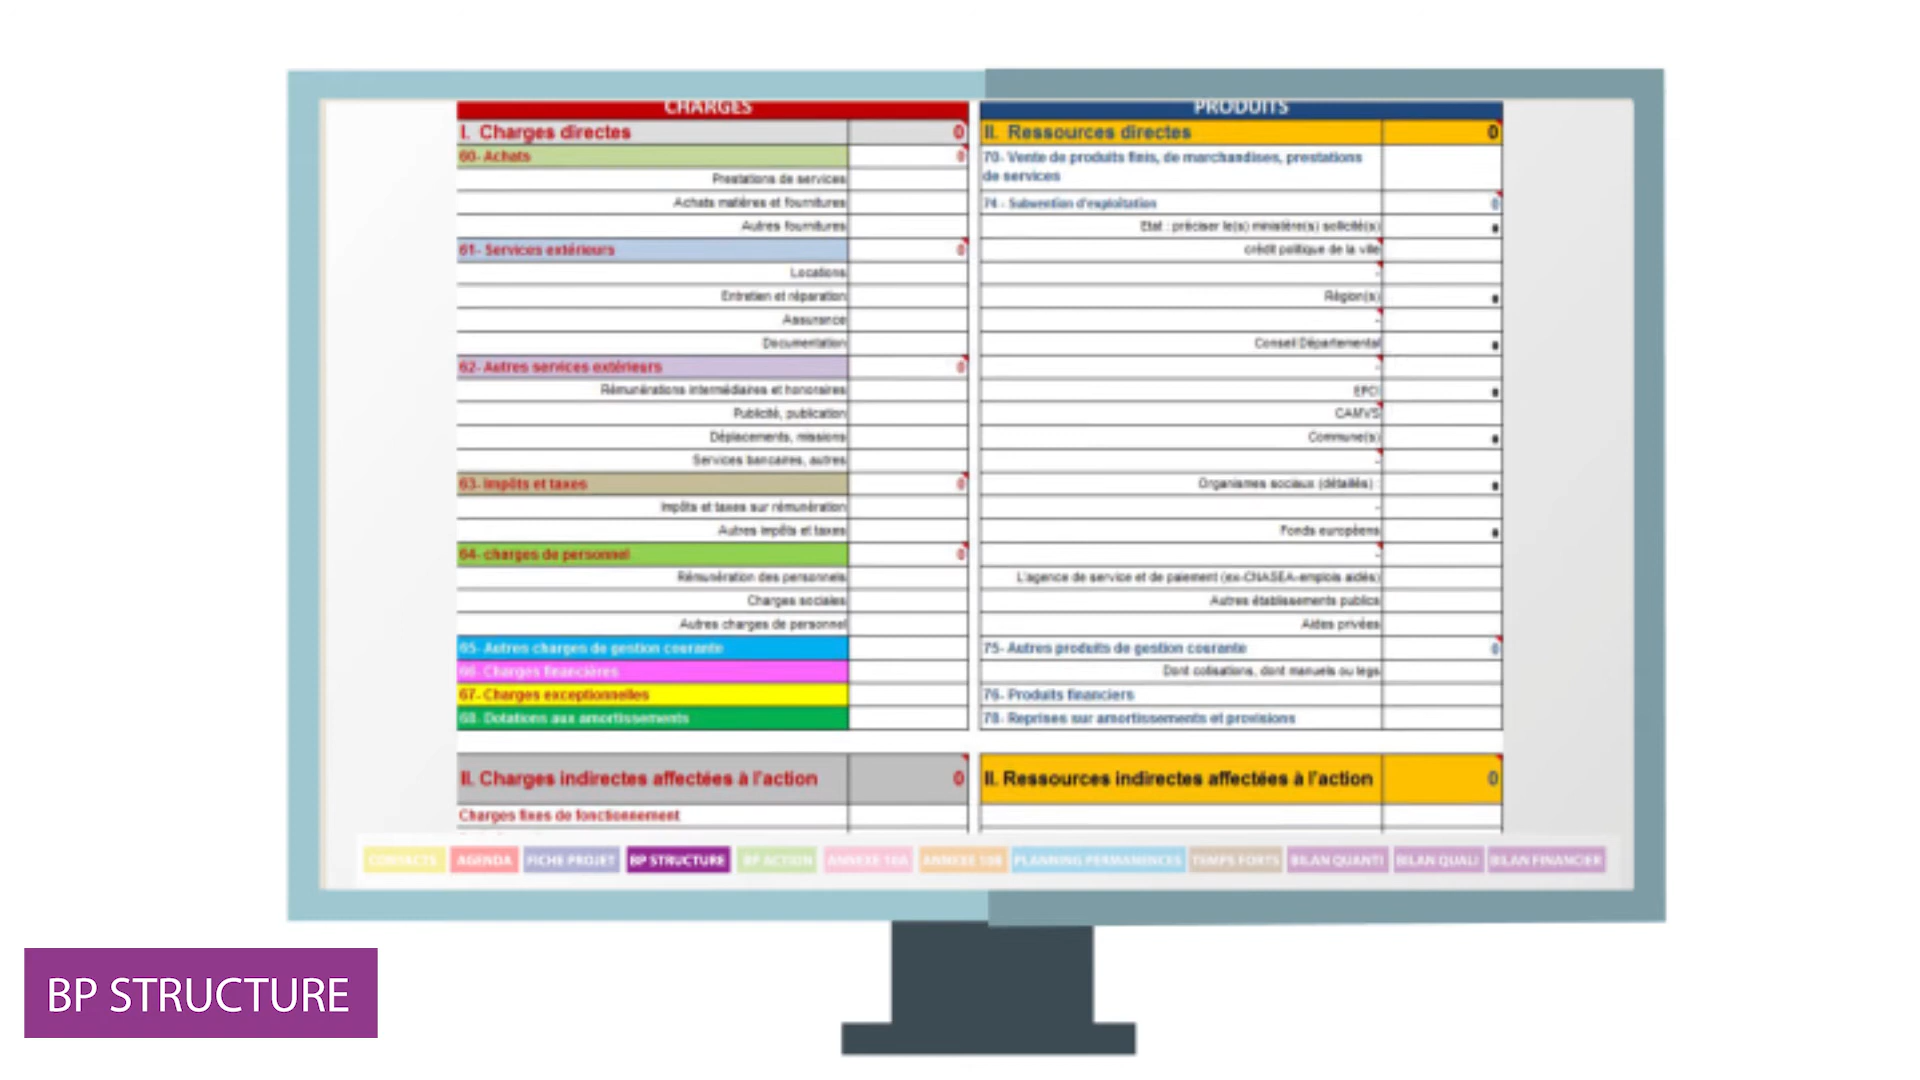 CHARGES
I. Charges directes 0
60- Achats 0
Prestations de services
Achats matières et fournitures
Autres fournitures
61- Services extérieurs 0
Locations
Entretien et réparation
Assurance
Documentation
62- Autres services extérieurs 0
Rémunérations intermédiaires et honoraires
Publicité, publication
Déplacements, missions
Services bancaires, autres
63- Impôts et taxes 0
Impôts et taxes sur rémunération
Autres impôts et taxes
64- charges de personnel 0
Rémunération des personnels
Charges sociales
Autres charges de personnel
65- Autres charges de gestion courante
66- Charges financières
67- Charges exceptionnelles
68- Dotations aux amortissements
II. Charges indirectes affectées à l'action 0
Charges fixes de fonctionnement
PRODUITS
II. Ressources directes 0
70- Vente de produits finis, de marchandises, prestations
de services
74 - Subvention d'exploitation 0
Etat : préciser le(s) ministère(s) sollicité(s)
crédit politique de la ville
-
Région(s)
-
Conseil Départemental
-
EPCI
CAMVS
Commune(s)
-
Organismes sociaux (détaillés) :
-
Fonds européens
-
L'agence de service et de paiement (ex-CNASEA-emplois aidés)
Autres établissements publics
Aides privées
75- Autres produits de gestion courante 0
Dont cotisations, dont manuels ou legs
76- Produits financiers
78- Reprises sur amortissements et provisions
II. Ressources indirectes affectées à l'action 0
CONTACTS AGENDA FICHE PROJET BP STRUCTURE BP ACTION ANNEXE 10A ANNEXE 10B PLANNING PERMANENCES TEMPS FORTS BILAN QUANTI BILAN QUALI BILAN FINANCIER
BP STRUCTURE